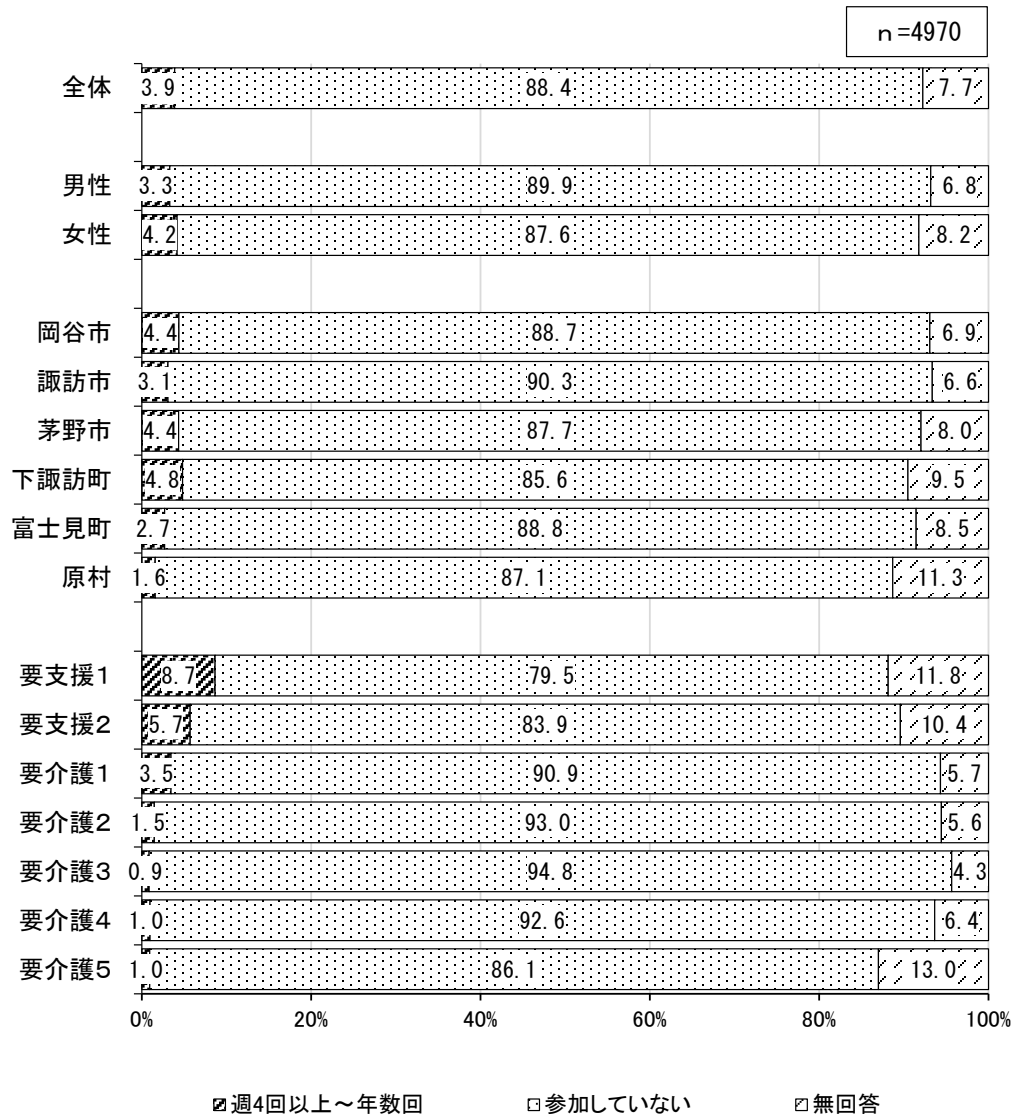 n=4970
全体 3.9 88.4 7.7
男性 3.3 89.9 6.8
女性 4.2 87.6 8.2
岡谷市 4.4 88.7 6.9
諏訪市 3.1 90.3 6.6
茅野市 4.4 87.7 8.0
下諏訪町 4.8 85.6 9.5
富士見町 2.7 88.8 8.5
原村 1.6 87.1 11.3
要支援1 8.7 79.5 11.8
要支援2 5.7 83.9 10.4
要介護1 3.5 90.9 5.7
要介護2 1.5 93.0 5.6
要介護3 0.9 94.8 4.3
要介護4 1.0 92.6 6.4
要介護5 1.0 86.1 13.0
0% 20% 40% 60% 80% 100%
週4回以上～年数回 参加していない 無回答